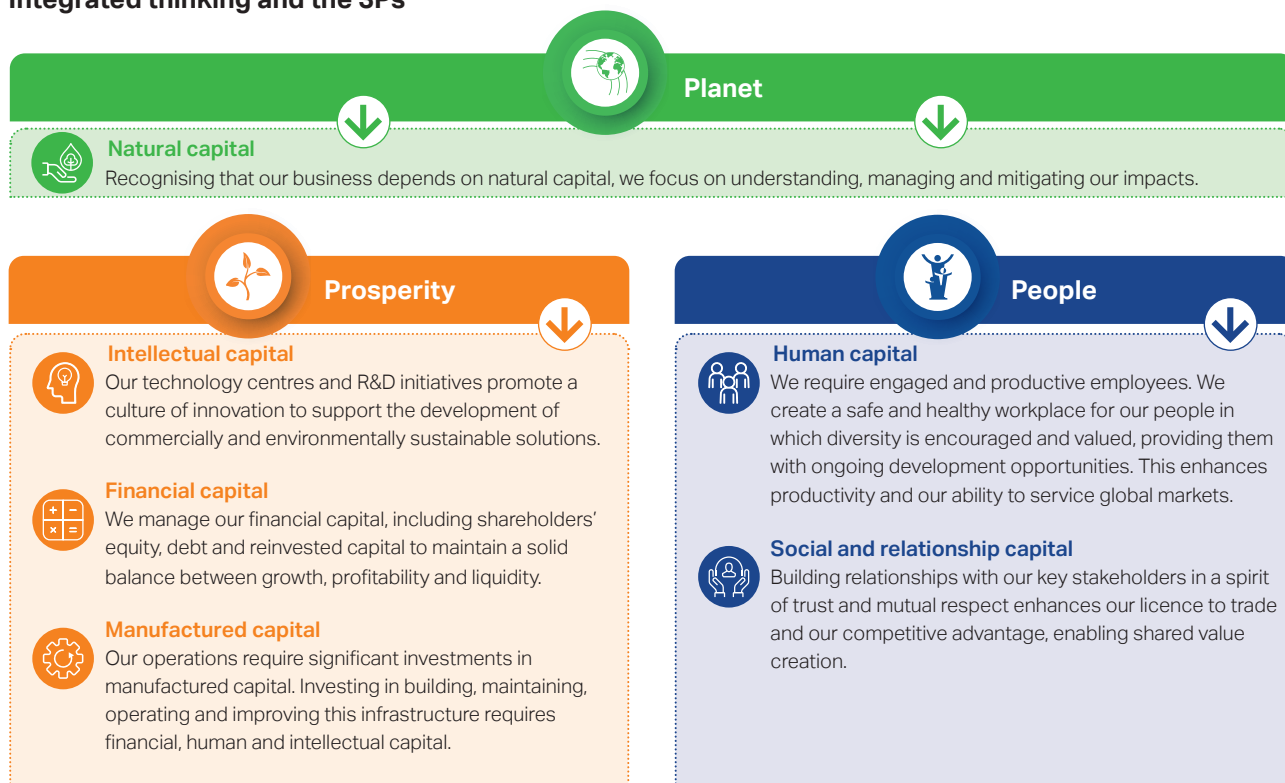 Integrated thinking and the 3Ps
Planet
Natural capital
Recognising that our business depends on natural capital, we focus on understanding, managing and mitigating our impacts.
Prosperity
Intellectual capital
Our technology centres and R&D initiatives promote a
culture of innovation to support the development of
commercially and environmentally sustainable solutions.
Financial capital
We manage our financial capital, including shareholders’
equity, debt and reinvested capital to maintain a solid
balance between growth, profitability and liquidity.
Manufactured capital
Our operations require significant investments in
manufactured capital. Investing in building, maintaining,
operating and improving this infrastructure requires
financial, human and intellectual capital.
People
Human capital
We require engaged and productive employees. We
create a safe and healthy workplace for our people in
which diversity is encouraged and valued, providing them
with ongoing development opportunities. This enhances
productivity and our ability to service global markets.
Social and relationship capital
Building relationships with our key stakeholders in a spirit
of trust and mutual respect enhances our licence to trade
and our competitive advantage, enabling shared value
creation.